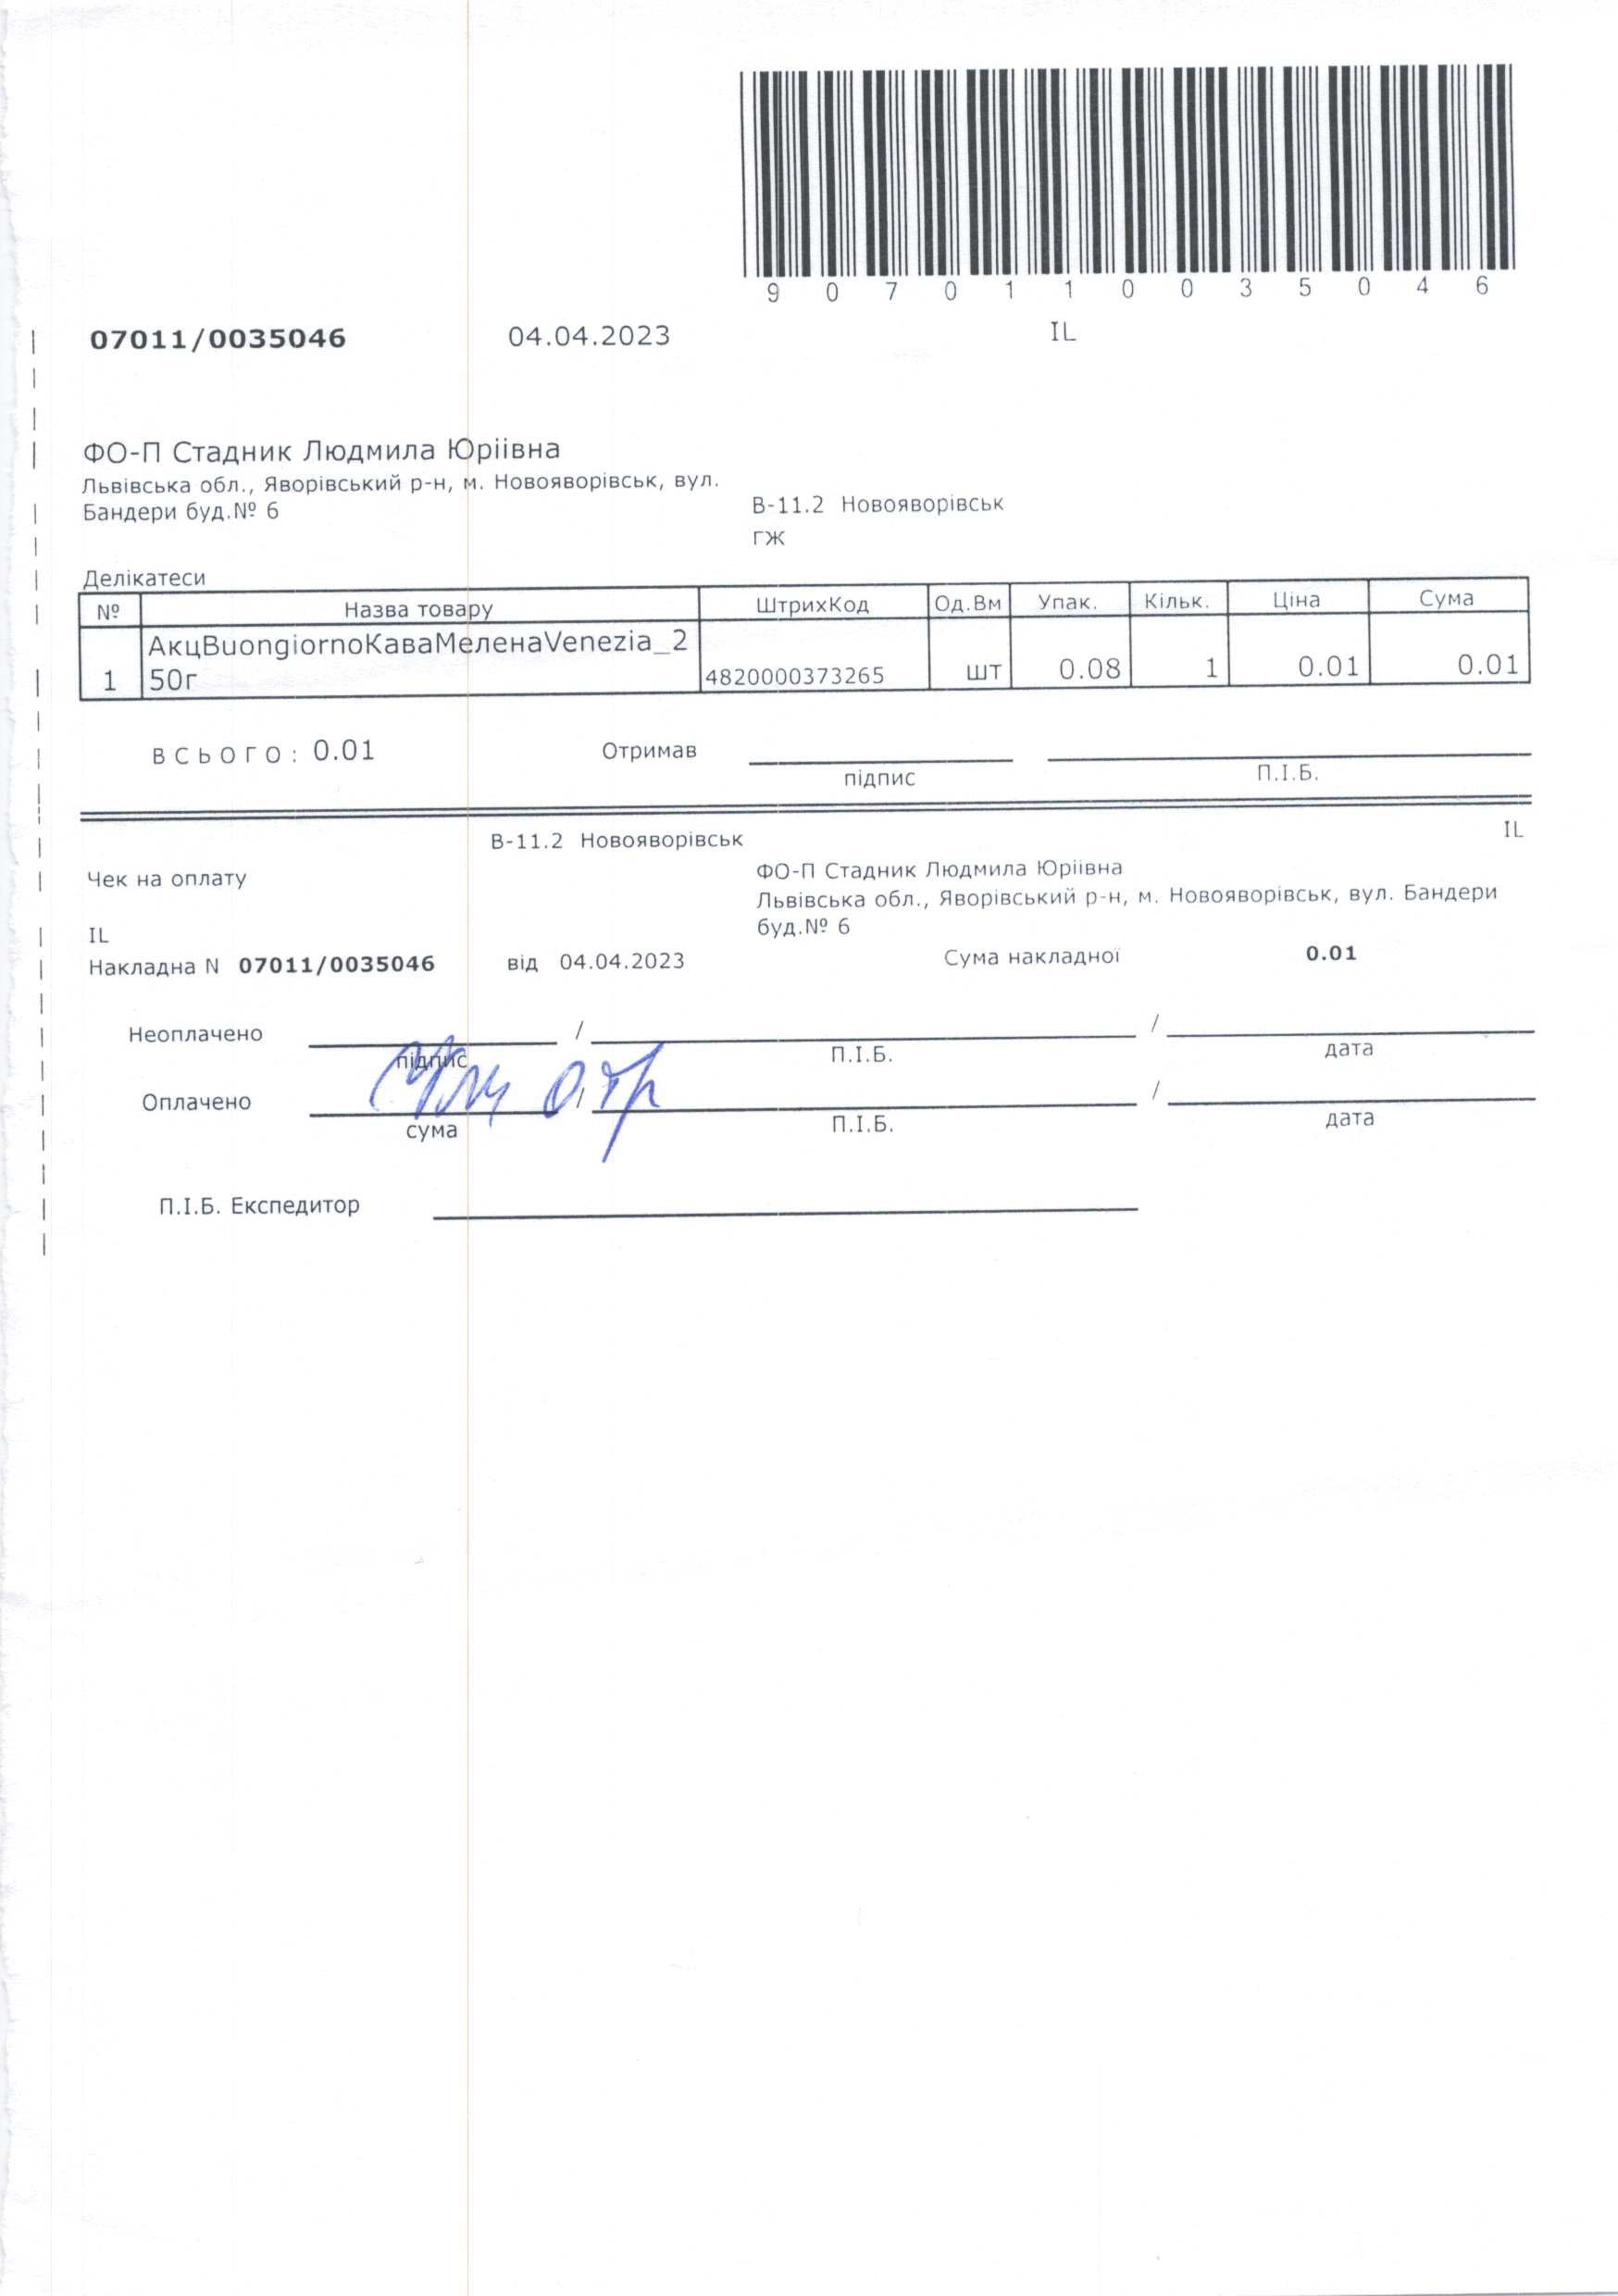 9 0 7 0 1 1 0 0 3 5 0 4 6
07011/0035046 04.04.2023 IL
ФО-П Стадник Людмила Юріївна
Львівська обл., Яворівський р-н, м. Новояворівськ, вул.
Бандери буд.№ 6
В-11.2 Новояворівськ
ГЖ
Делікатеси
№ Назва товару ШтрихКод Од.Вм Упак. Кільк. Ціна Сума
АкцBuongiornoКаваМеленаVenezia_2
1 50г 4820000373265 шт 0.08 1 0.01 0.01
ВСЬОГО: 0.01 Отримав
підпис П.І.Б.
В-11.2 Новояворівськ IL
Чек на оплату
ФО-П Стадник Людмила Юріївна
Львівська обл., Яворівський р-н, м. Новояворівськ, вул. Бандери
буд.№ 6
IL
Накладна N 07011/0035046 від 04.04.2023 Сума накладної 0.01
Неоплачено / /
підпис П.І.Б. дата
Оплачено / /
сума П.І.Б. дата
П.І.Б. Експедитор